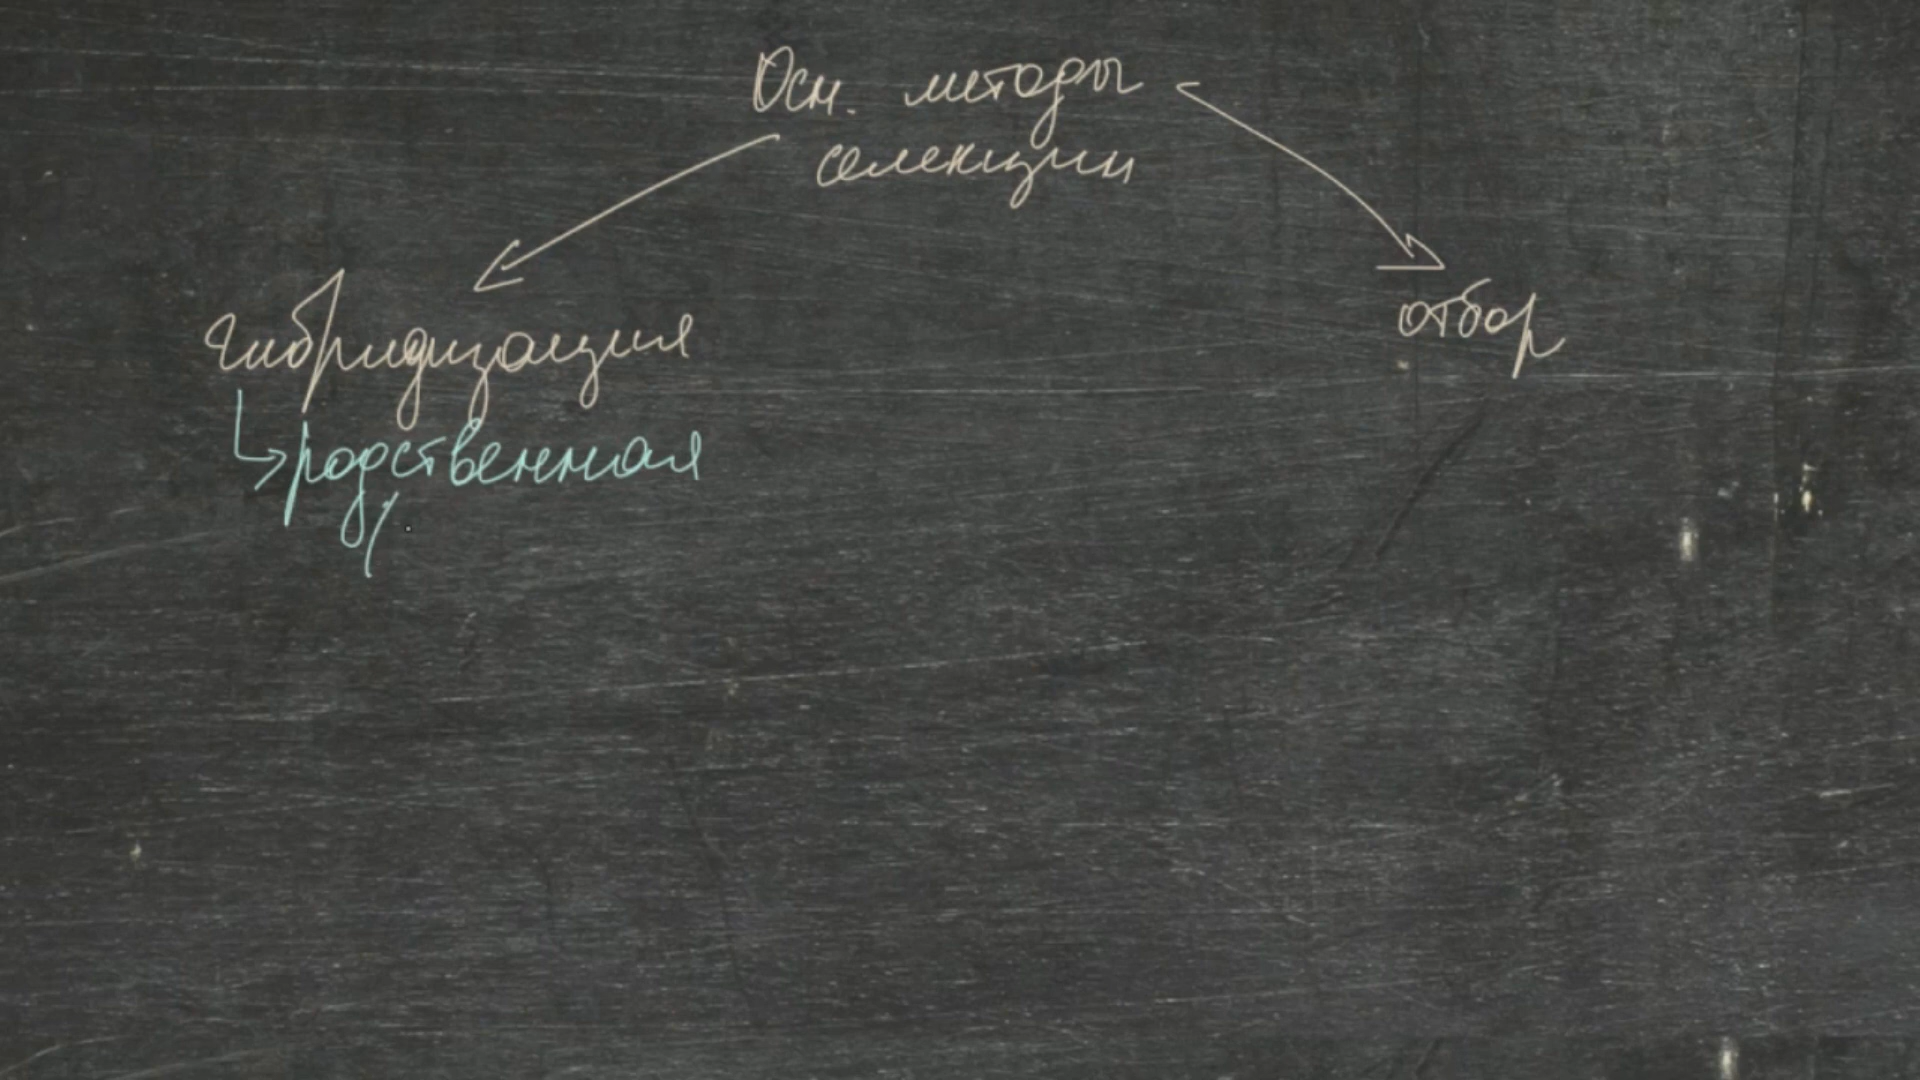 Осн. методы
селекции
гибридизация
отбор
родственная